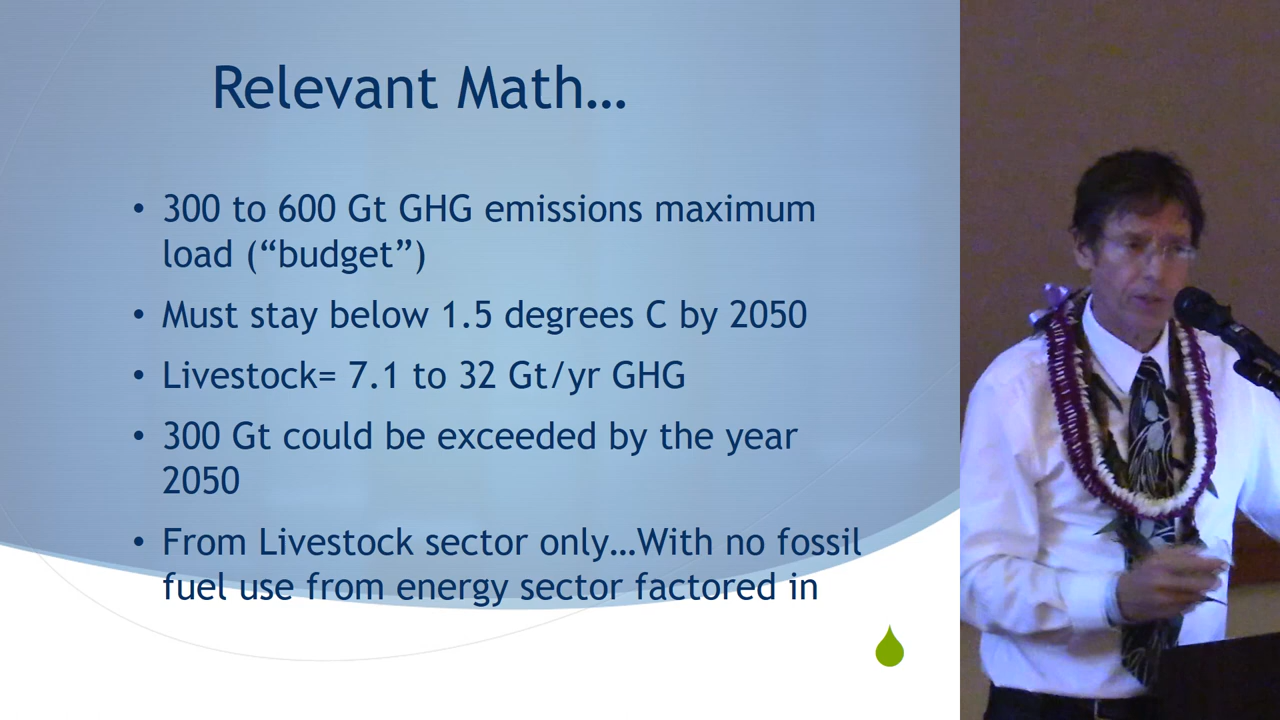 Relevant Math…
• 300 to 600 Gt GHG emissions maximum
load (“budget”)
• Must stay below 1.5 degrees C by 2050
• Livestock= 7.1 to 32 Gt/yr GHG
• 300 Gt could be exceeded by the year
2050
• From Livestock sector only…With no fossil
fuel use from energy sector factored in